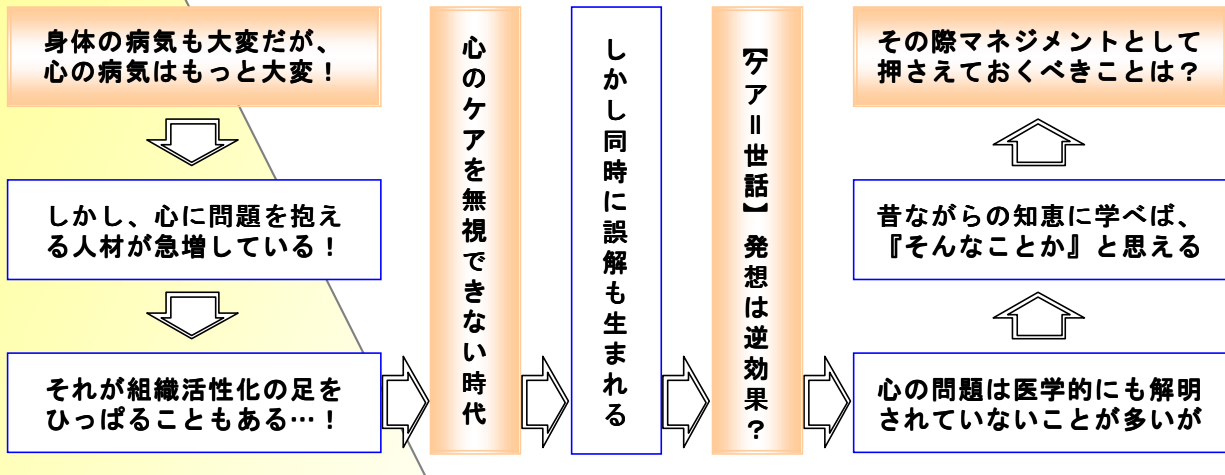 身体の病気も大変だが、
心の病気はもっと大変！
しかし、心に問題を抱え
る人材が急増している！
それが組織活性化の足を
ひっぱることもある…！
心のケアを無視できない時代
しかし同時に誤解も生まれる
【ケア＝世話】発想は逆効果？
心の問題は医学的にも解明
されていないことが多いが
昔ながらの知恵に学べば、
『そんなことか』と思える
その際マネジメントとして
押さえておくべきことは？